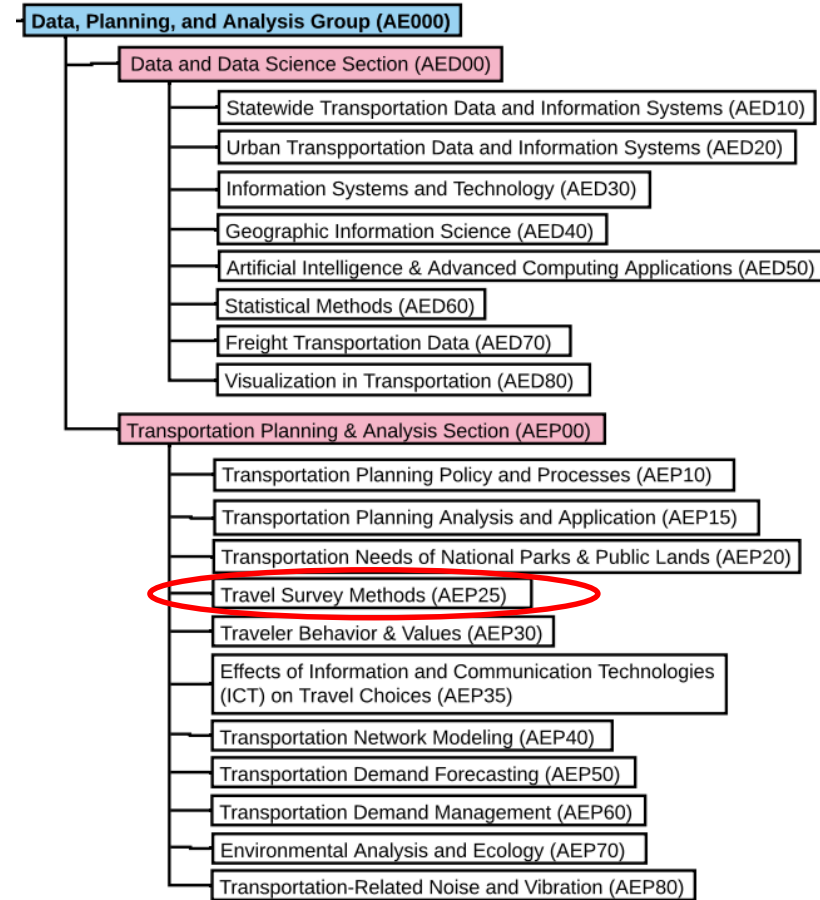 Data, Planning, and Analysis Group (AE000)
Data and Data Science Section (AED00)
Statewide Transportation Data and Information Systems (AED10)
Urban Transpportation Data and Information Systems (AED20)
Information Systems and Technology (AED30)
Geographic Information Science (AED40)
Artificial Intelligence & Advanced Computing Applications (AED50)
Statistical Methods (AED60)
Freight Transportation Data (AED70)
Visualization in Transportation (AED80)
Transportation Planning & Analysis Section (AEP00)
Transportation Planning Policy and Processes (AEP10)
Transportation Planning Analysis and Application (AEP15)
Transportation Needs of National Parks & Public Lands (AEP20)
Travel Survey Methods (AEP25)
Traveler Behavior & Values (AEP30)
Effects of Information and Communication Technologies
(ICT) on Travel Choices (AEP35)
Transportation Network Modeling (AEP40)
Transportation Demand Forecasting (AEP50)
Transportation Demand Management (AEP60)
Environmental Analysis and Ecology (AEP70)
Transportation-Related Noise and Vibration (AEP80)